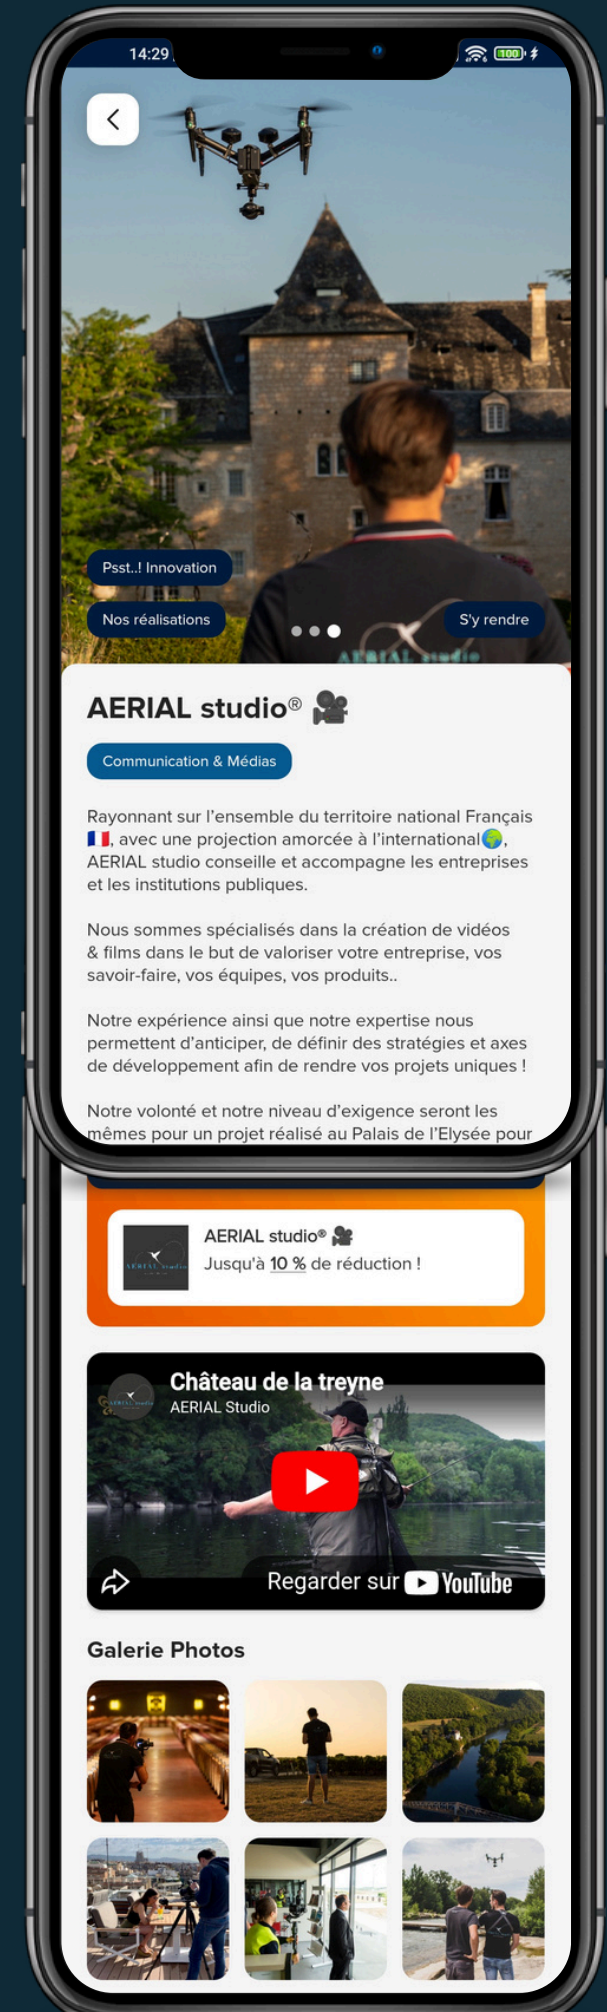 14:29
100
Psst..! Innovation
Nos réalisations
S'y rendre
AERIAL studio
AERIAL studio® 🎥
Communication & Médias
Rayonnant sur l'ensemble du territoire national Français
🇫🇷, avec une projection amorcée à l'international🌍,
AERIAL studio conseille et accompagne les entreprises
et les institutions publiques.
Nous sommes spécialisés dans la création de vidéos
& films dans le but de valoriser votre entreprise, vos
savoir-faire, vos équipes, vos produits..
Notre expérience ainsi que notre expertise nous
permettent d'anticiper, de définir des stratégies et axes
de développement afin de rendre vos projets uniques !
Notre volonté et notre niveau d'exigence seront les
mêmes pour un projet réalisé au Palais de l'Elysée pour
AERIAL studio
AERIAL studio® 🎥
Jusqu'à 10 % de réduction !
Château de la treyne
AERIAL Studio
AERIAL studio
Regarder sur YouTube
Galerie Photos